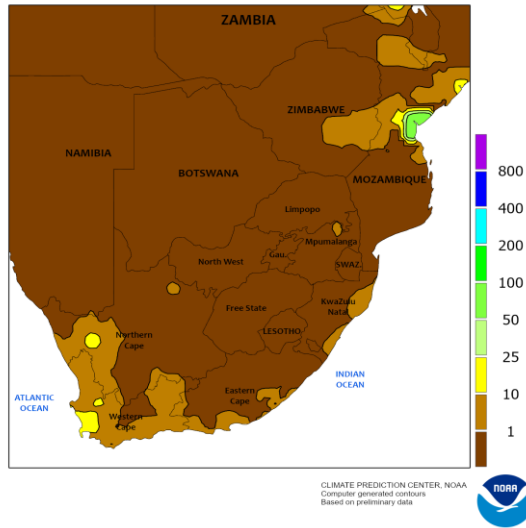 ZAMBIA
ZIMBABWE
NAMIBIA
BOTSWANA
MOZAMBIQUE
Limpopo
Mpumalanga
Gau.
North West
SWAZ.
Free State
KwaZulu
Natal
LESOTHO
Northern
Cape
Eastern
Cape
Western
Cape
ATLANTIC
OCEAN
INDIAN
OCEAN
800
400
200
100
50
25
10
1
CLIMATE PREDICTION CENTER, NOAA
Computer generated contours
Based on preliminary data
NOAA